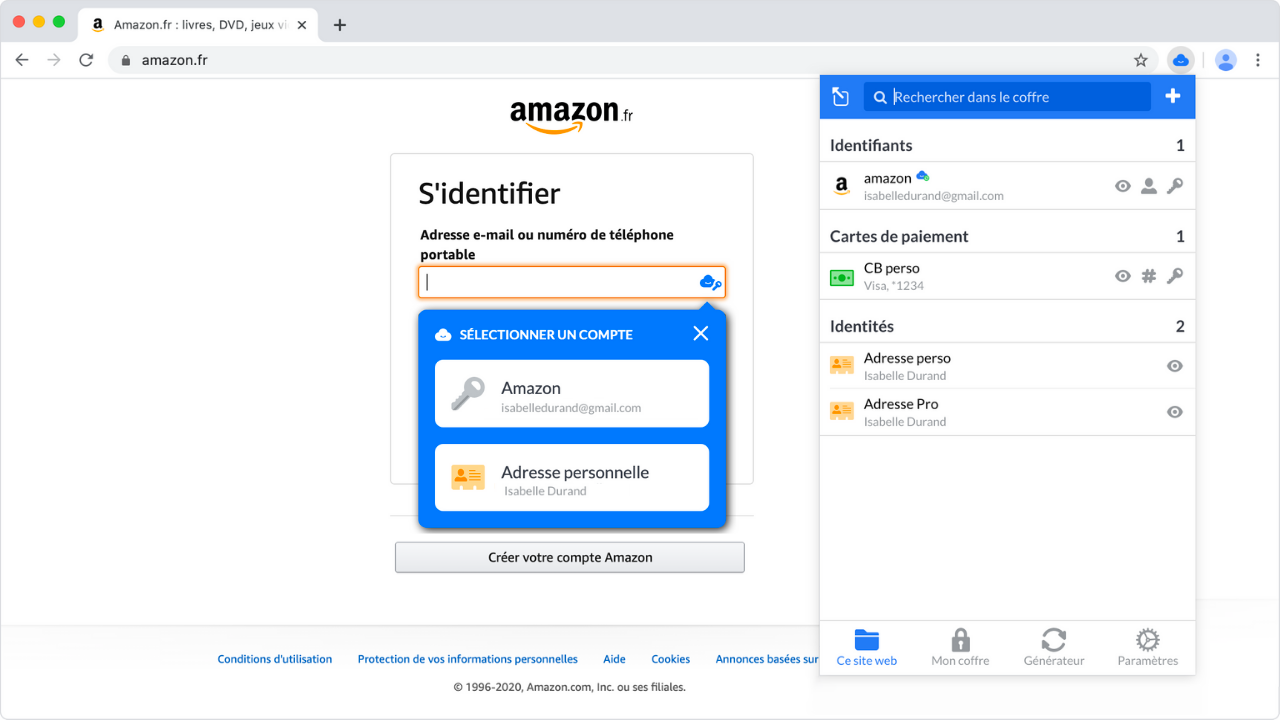 Amazon.fr : livres, DVD, jeux
amazon.fr
amazon.fr
S'identifier
Adresse e-mail ou numéro de téléphone
portable
SÉLECTIONNER UN COMPTE
Amazon
isabelledurand@gmail.com
Adresse personnelle
Isabelle Durand
Créer votre compte Amazon
Conditions d'utilisation Protection de vos informations personnelles Aide Cookies Annonces basées sur
© 1996-2020, Amazon.com, Inc. ou ses filiales.
Rechercher dans le coffre
Identifiants 1
amazon
isabelledurand@gmail.com
Cartes de paiement 1
CB perso
Visa, *1234
Identités 2
Adresse perso
Isabelle Durand
Adresse Pro
Isabelle Durand
Ce site web Mon coffre Générateur Paramètres